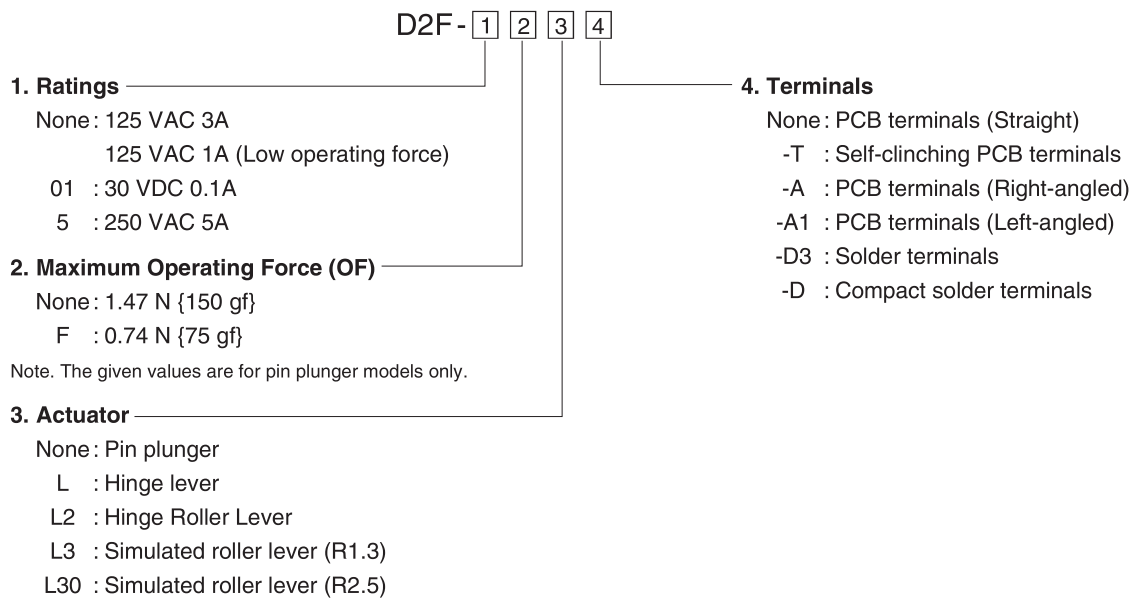 D2F- 1 2 3 4
1. Ratings
None: 125 VAC 3A
125 VAC 1A (Low operating force)
01 : 30 VDC 0.1A
5 : 250 VAC 5A
2. Maximum Operating Force (OF)
None: 1.47 N {150 gf}
F : 0.74 N {75 gf}
Note. The given values are for pin plunger models only.
3. Actuator
None: Pin plunger
L : Hinge lever
L2 : Hinge Roller Lever
L3 : Simulated roller lever (R1.3)
L30 : Simulated roller lever (R2.5)
4. Terminals
None: PCB terminals (Straight)
-T : Self-clinching PCB terminals
-A : PCB terminals (Right-angled)
-A1 : PCB terminals (Left-angled)
-D3 : Solder terminals
-D : Compact solder terminals